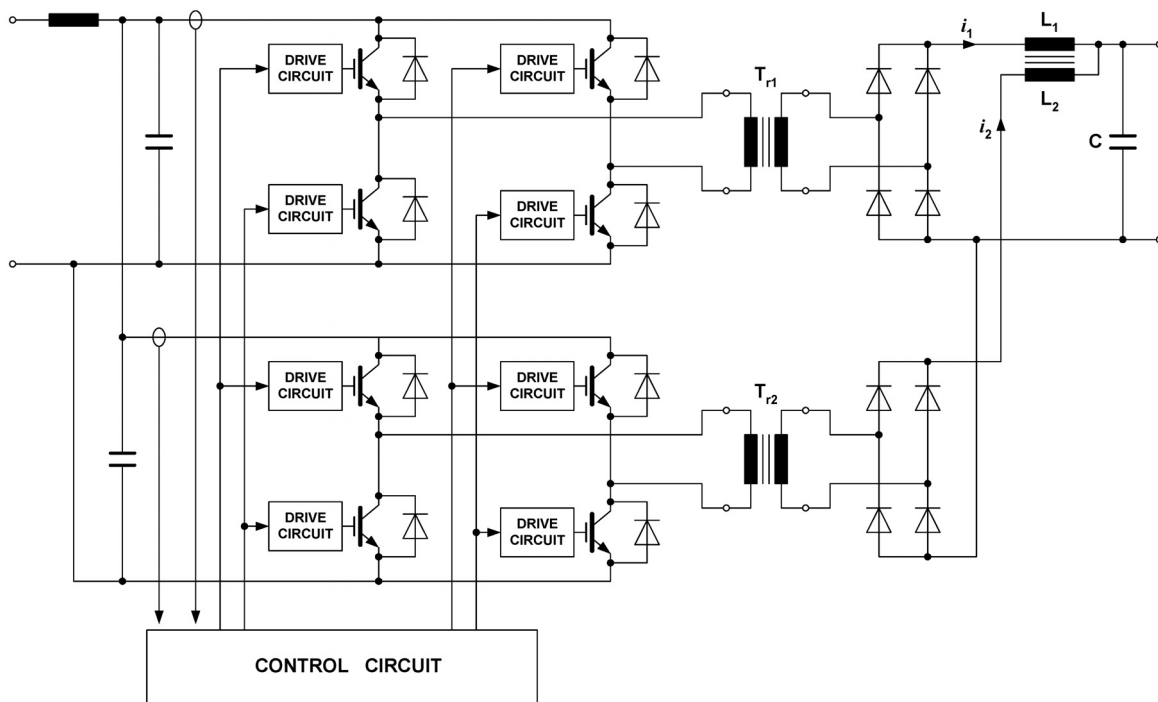 i₁
L₁
DRIVE
CIRCUIT
DRIVE
CIRCUIT
Tr1
L₂
i₂
C
DRIVE
CIRCUIT
DRIVE
CIRCUIT
DRIVE
CIRCUIT
DRIVE
CIRCUIT
Tr2
DRIVE
CIRCUIT
DRIVE
CIRCUIT
CONTROL CIRCUIT